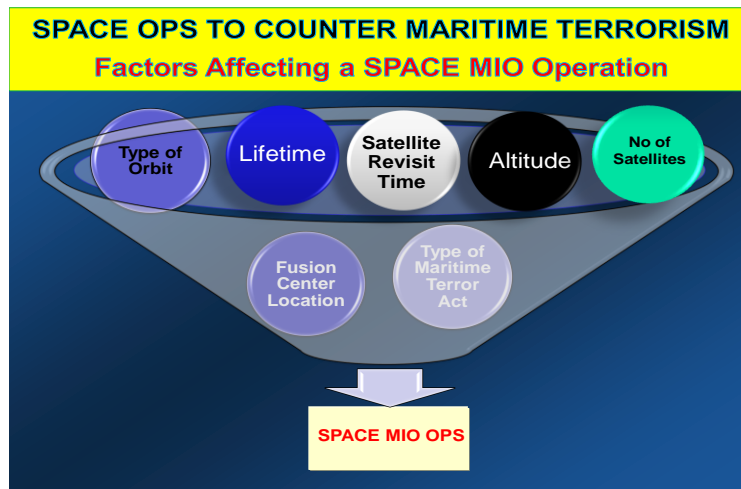 SPACE OPS TO COUNTER MARITIME TERRORISM
Factors Affecting a SPACE MIO Operation
Type of
Orbit
Lifetime
Satellite
Revisit
Time
Altitude
No of
Satellites
Fusion
Center
Location
Type of
Maritime
Terror
Act
SPACE MIO OPS